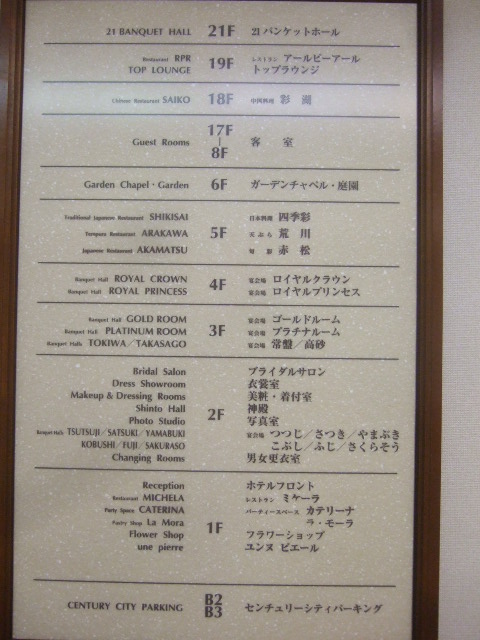 21 BANQUET HALL 21F 21 バンケットホール
Restaurant RPR 19F レストラン アールピーアール
TOP LOUNGE トップラウンジ
Chinese Restaurant SAIKO 18F 中国料理 彩 湖
Guest Rooms 17F | 8F 客 室
Garden Chapel・Garden 6F ガーデンチャペル・庭園
Traditional Japanese Restaurant SHIKISAI 日本料理 四季彩
Tempura Restaurant ARAKAWA 5F 天ぷら 荒 川
Japanese Restaurant AKAMATSU 旬 彩 赤 松
Banquet Hall ROYAL CROWN 4F 宴会場 ロイヤルクラウン
Banquet Hall ROYAL PRINCESS 宴会場 ロイヤルプリンセス
Banquet Hall GOLD ROOM 宴会場 ゴールドルーム
Banquet Hall PLATINUM ROOM 3F 宴会場 プラチナルーム
Banquet Halls TOKIWA/TAKASAGO 宴会場 常盤/高砂
Bridal Salon ブライダルサロン
Dress Showroom 衣裳室
Makeup & Dressing Rooms 美粧・着付室
Shinto Hall 2F 神殿
Photo Studio 写真室
Banquet Halls TSUTSUJI/SATSUKI/YAMABUKI 宴会場 つつじ/さつき/やまぶき
KOBUSHI/FUJI/SAKURASO こぶし/ふじ/さくらそう
Changing Rooms 男女更衣室
Reception ホテルフロント
Restaurant MICHELA レストラン ミケーラ
Party Space CATERINA パーティースペース カテリーナ
Pastry Shop La Mora 1F ラ・モーラ
Flower Shop フラワーショップ
une pierre ユンヌ ピエール
CENTURY CITY PARKING B2 B3 センチュリーシティパーキング